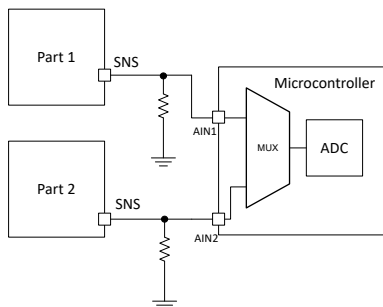 Part 1
SNS
Microcontroller
AIN1
MUX
ADC
Part 2
SNS
AIN2